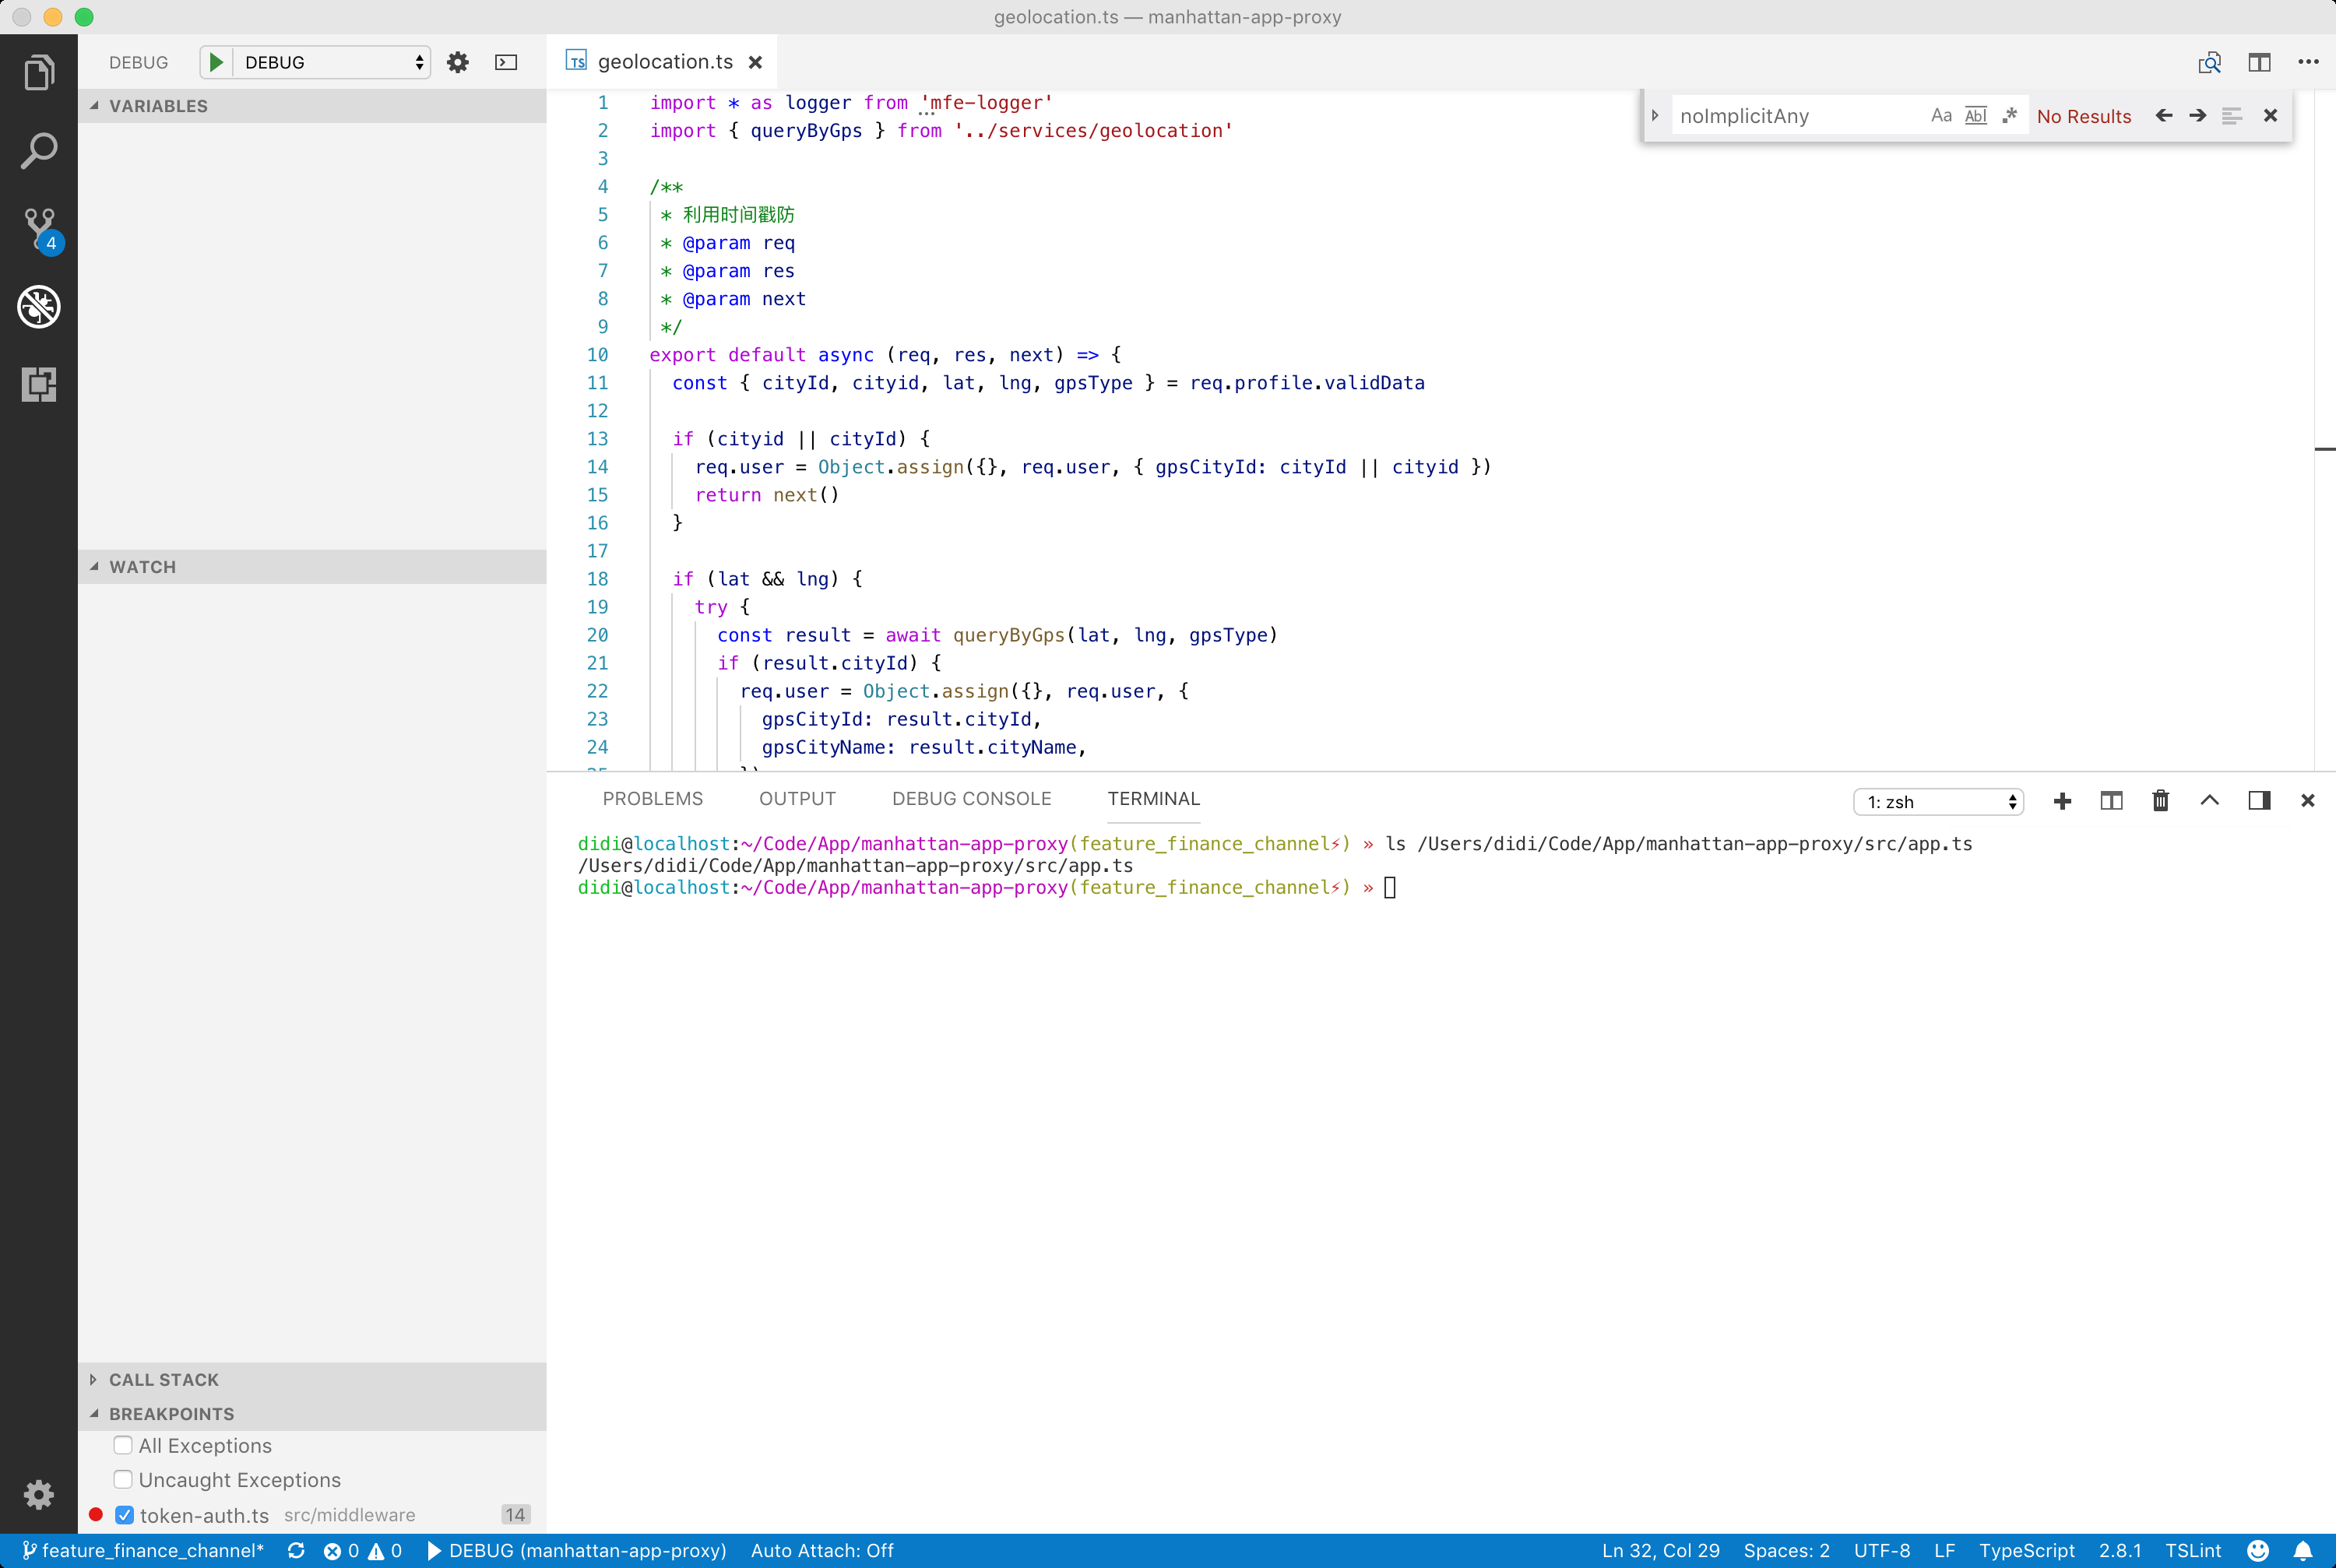 geolocation.ts — manhattan-app-proxy
DEBUG
DEBUG
VARIABLES
4
WATCH
CALL STACK
BREAKPOINTS
All Exceptions
Uncaught Exceptions
token-auth.ts src/middleware 14
TS geolocation.ts
noImplicitAny Aa Abl .* No Results
1 import * as logger from 'mfe-logger'
2 import { queryByGps } from '../services/geolocation'
3
4 /**
5 * 利用时间戳防
6 * @param req
7 * @param res
8 * @param next
9 */
10 export default async (req, res, next) => {
11 const { cityId, cityid, lat, lng, gpsType } = req.profile.validData
12
13 if (cityid || cityId) {
14 req.user = Object.assign({}, req.user, { gpsCityId: cityId || cityid })
15 return next()
16 }
17
18 if (lat && lng) {
19 try {
20 const result = await queryByGps(lat, lng, gpsType)
21 if (result.cityId) {
22 req.user = Object.assign({}, req.user, {
23 gpsCityId: result.cityId,
24 gpsCityName: result.cityName,
PROBLEMS OUTPUT DEBUG CONSOLE TERMINAL
1: zsh
didi@localhost:~/Code/App/manhattan-app-proxy(feature_finance_channel⚡) » ls /Users/didi/Code/App/manhattan-app-proxy/src/app.ts
/Users/didi/Code/App/manhattan-app-proxy/src/app.ts
didi@localhost:~/Code/App/manhattan-app-proxy(feature_finance_channel⚡) »
feature_finance_channel* 0 0 DEBUG (manhattan-app-proxy) Auto Attach: Off
Ln 32, Col 29 Spaces: 2 UTF-8 LF TypeScript 2.8.1 TSLint